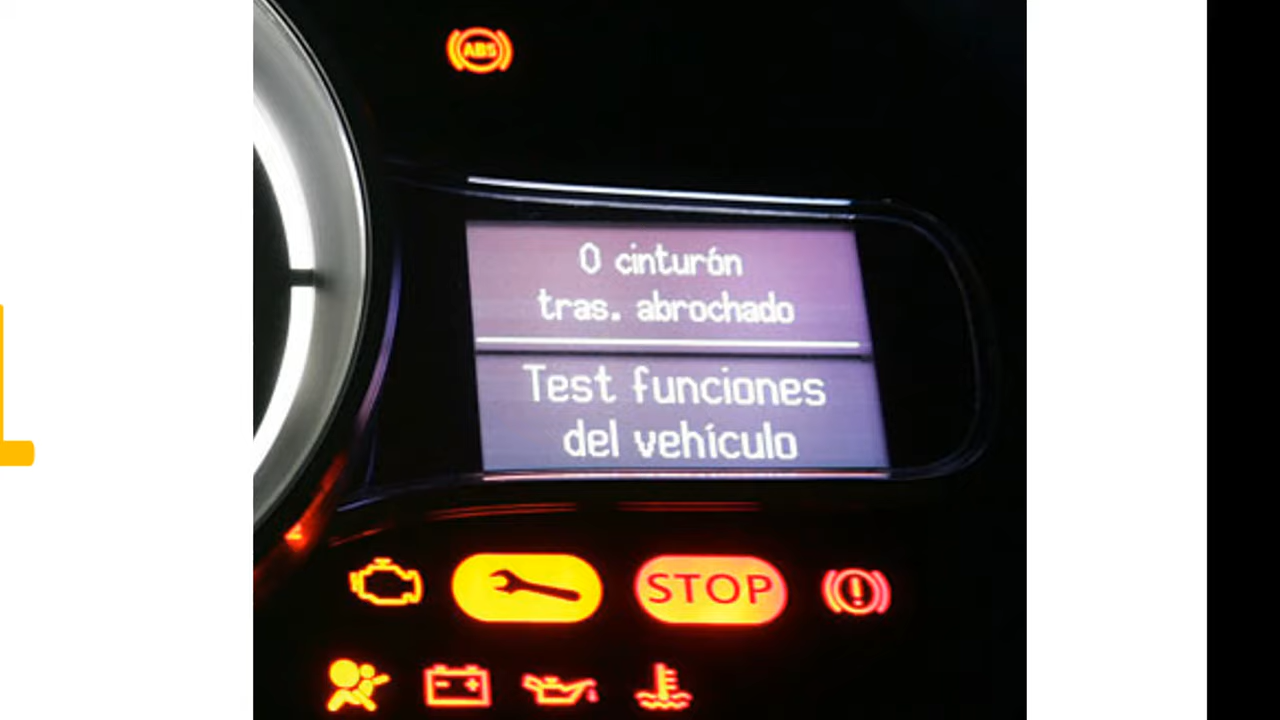 ABS
0 cinturón
tras. abrochado
Test funciones
del vehículo
STOP